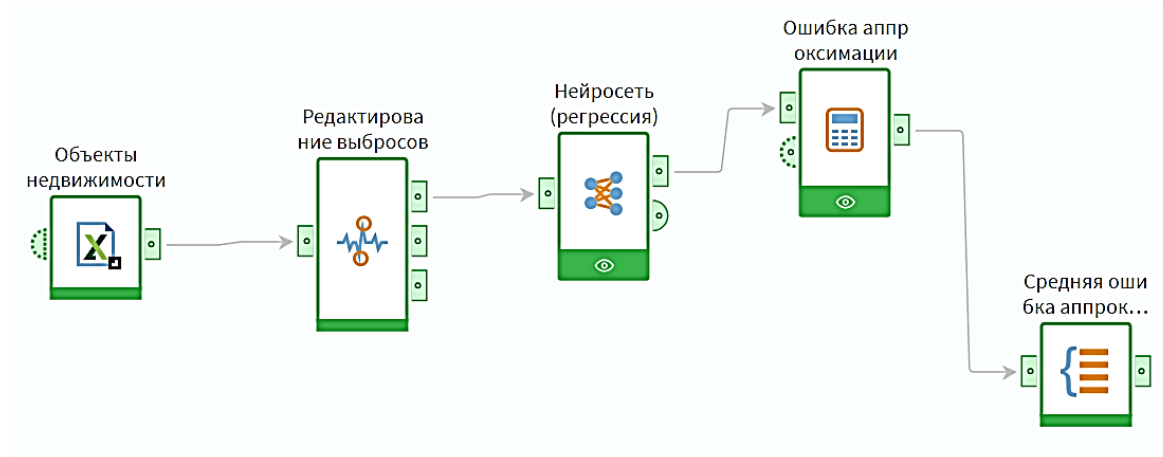 Объекты
недвижимости
Редактирова
ние выбросов
Нейросеть
(регрессия)
Ошибка аппр
оксимации
Средняя оши
бка аппрок...